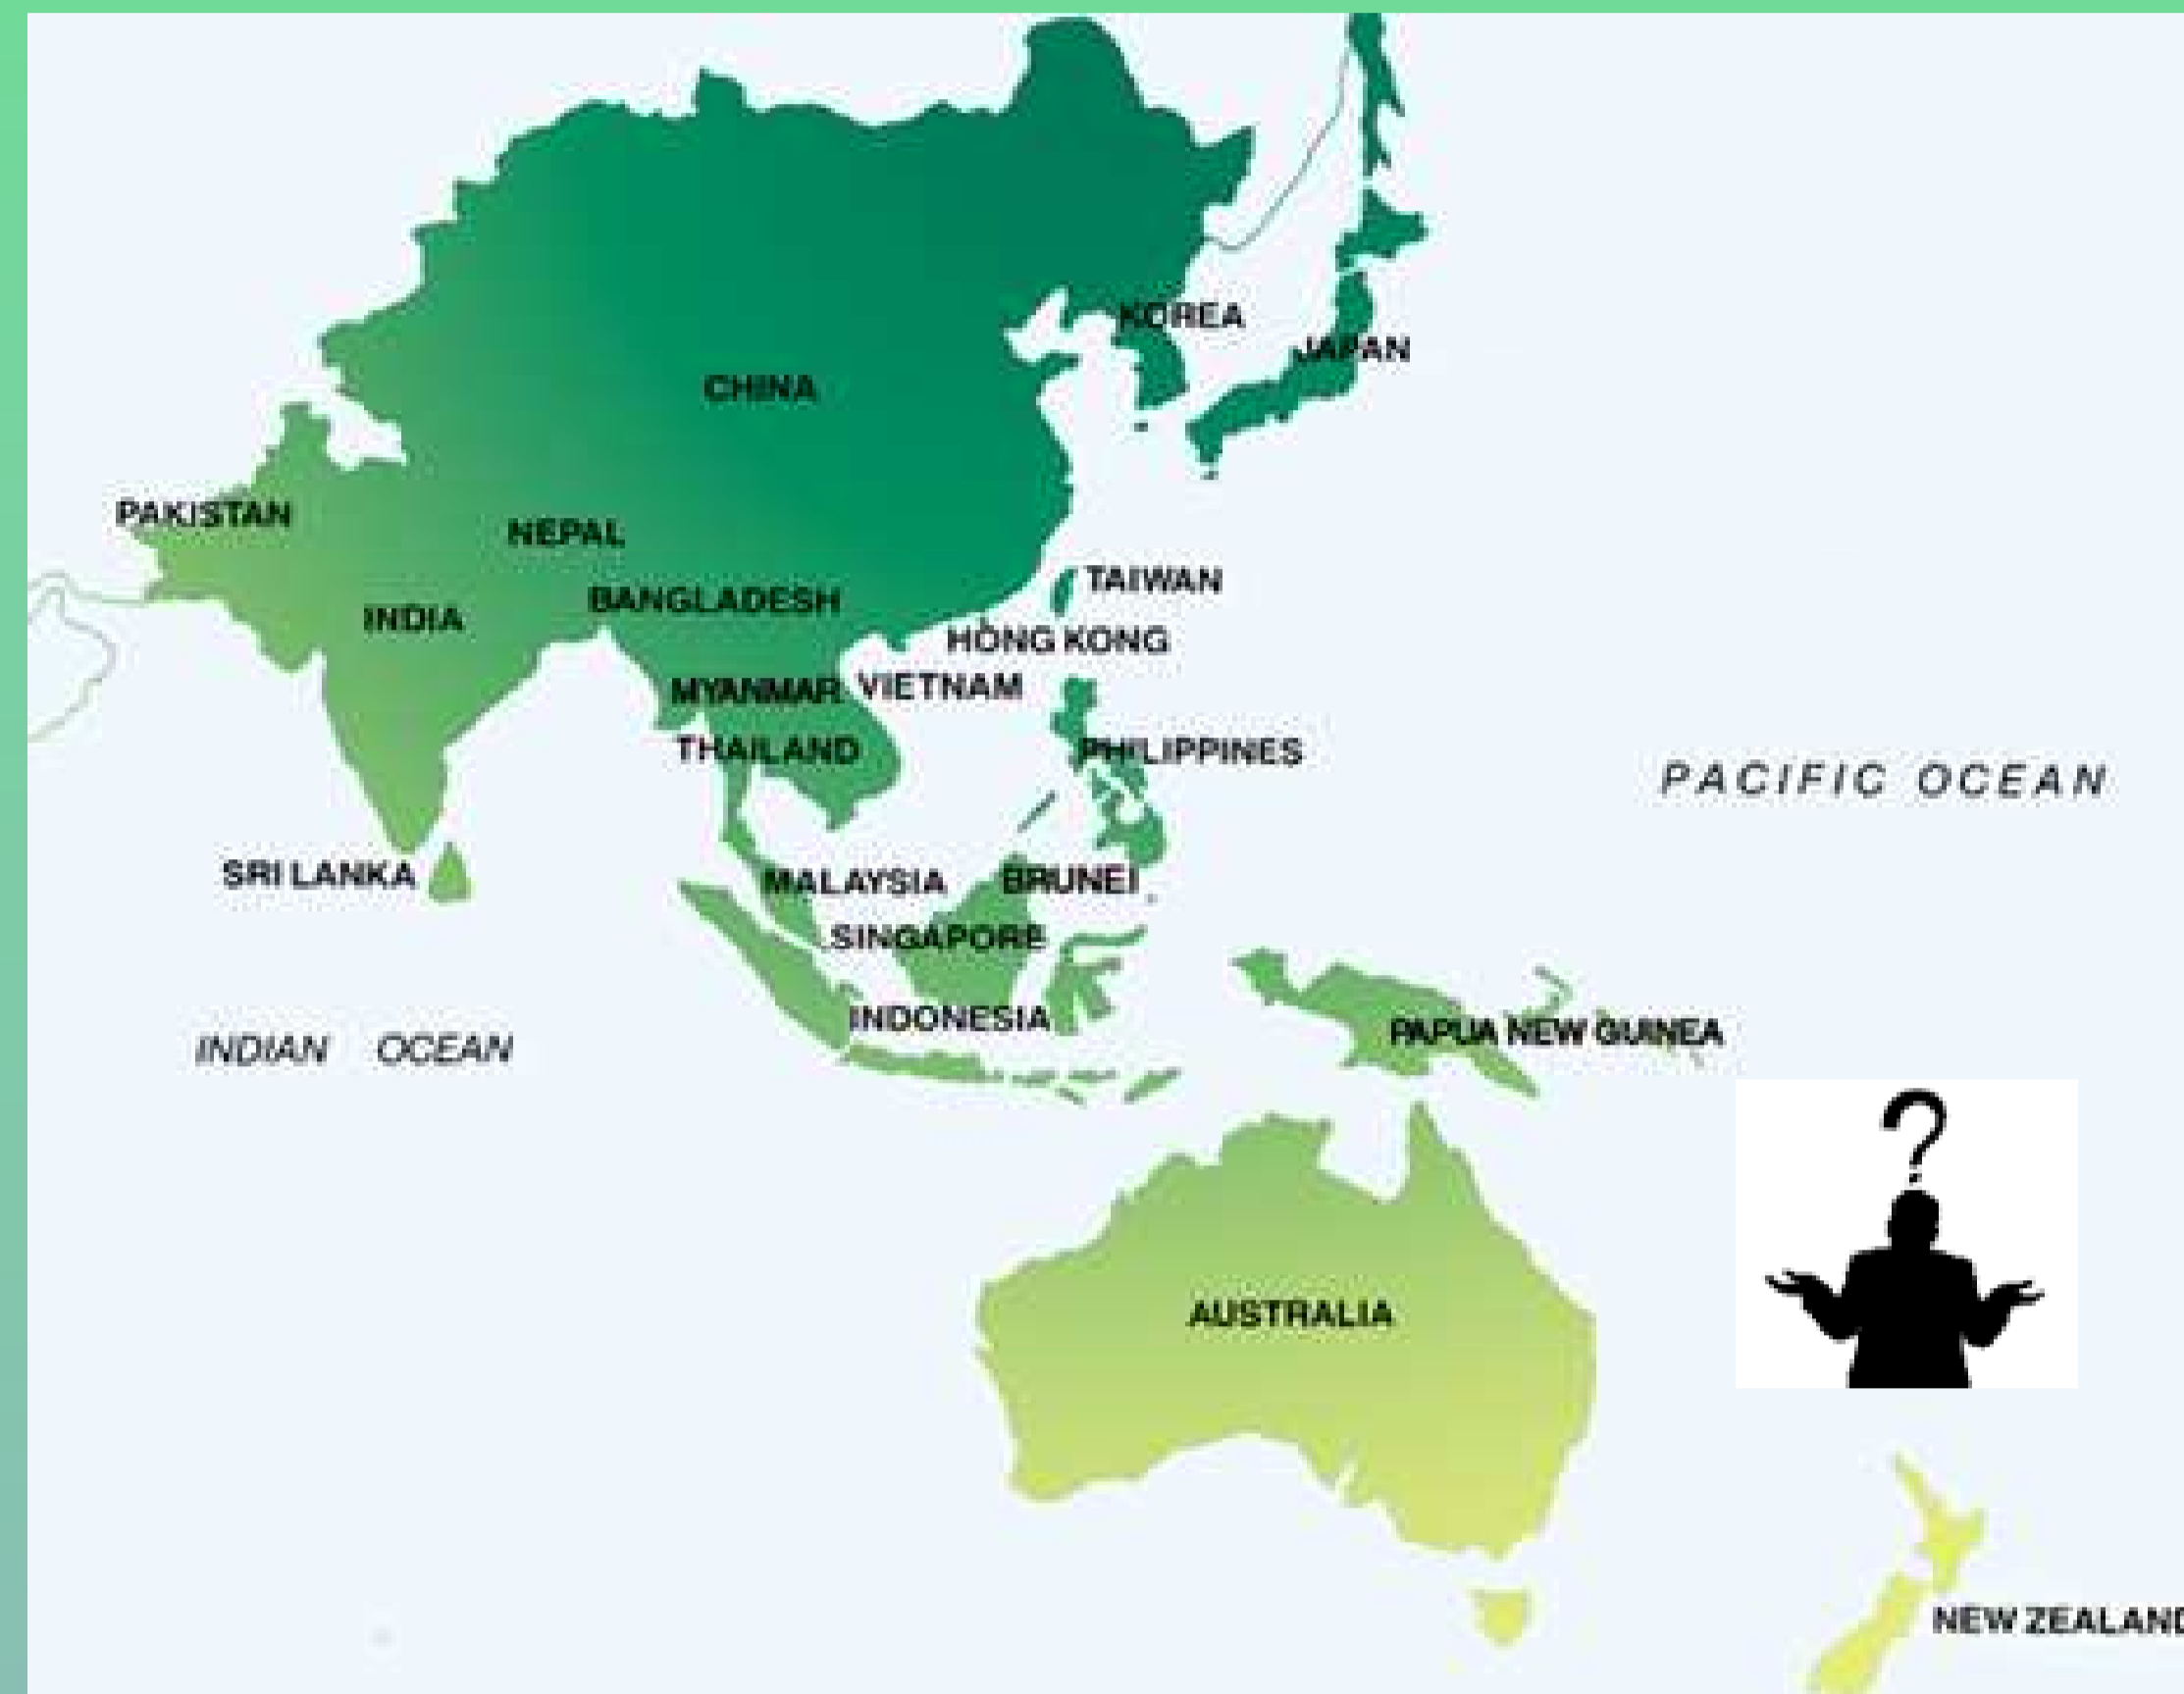 KOREA
JAPAN
CHINA
PAKISTAN
NEPAL
TAIWAN
BANGLADESH
INDIA
HONG KONG
MYANMAR
VIETNAM
THAILAND
PHILIPPINES
PACIFIC OCEAN
SRI LANKA
MALAYSIA
BRUNEI
SINGAPORE
INDONESIA
PAPUA NEW GUINEA
INDIAN OCEAN
?
AUSTRALIA
NEW ZEALAND